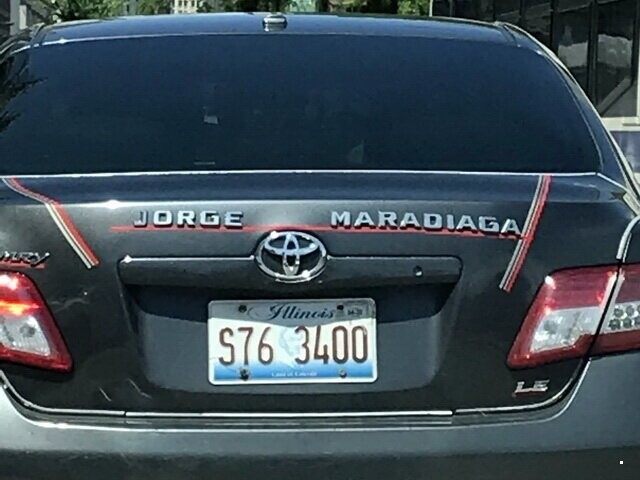 JORGE MARADIAGA
Illinois
S76 3400
Land of Lincoln
LE